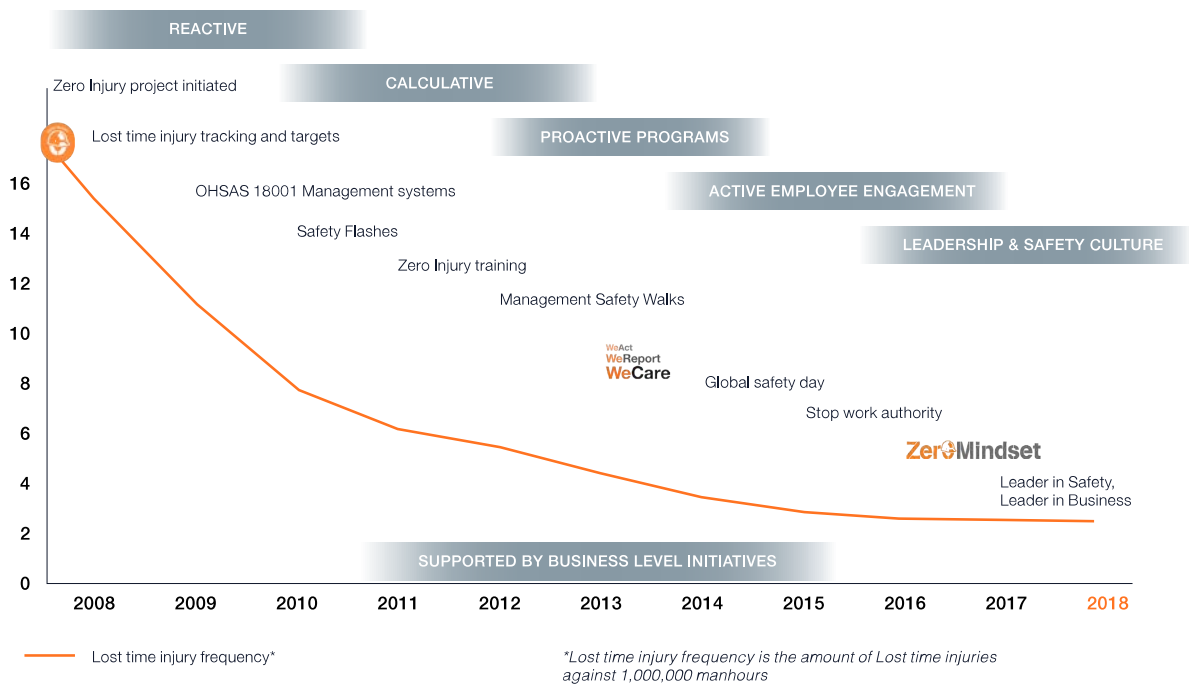 REACTIVE
Zero Injury project initiated
CALCULATIVE
Lost time injury tracking and targets
PROACTIVE PROGRAMS
16
OHSAS 18001 Management systems
ACTIVE EMPLOYEE ENGAGEMENT
14
Safety Flashes
LEADERSHIP & SAFETY CULTURE
Zero Injury training
12
Management Safety Walks
10
WeAct
WeReport
WeCare
8
Global safety day
Stop work authority
6
ZeroMindset
4
Leader in Safety,
Leader in Business
2
SUPPORTED BY BUSINESS LEVEL INITIATIVES
0
2008 2009 2010 2011 2012 2013 2014 2015 2016 2017 2018
Lost time injury frequency*
*Lost time injury frequency is the amount of Lost time injuries
against 1,000,000 manhours